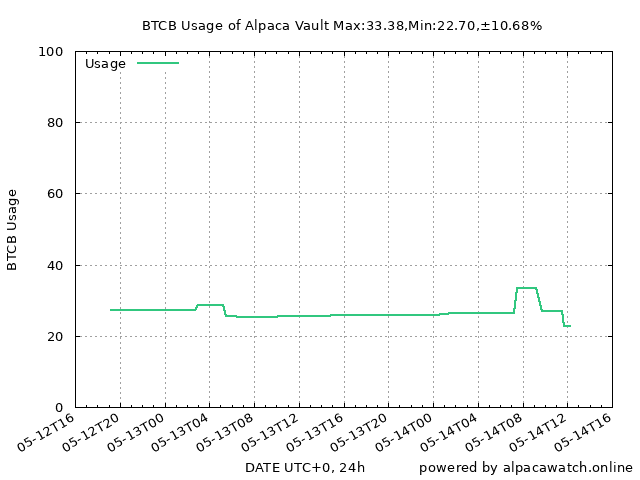 BTCB Usage of Alpaca Vault Max:33.38,Min:22.70,±10.68%
Usage
100
80
60
40
20
0
BTCB Usage
05-12T16
05-12T20
05-13T00
05-13T04
05-13T08
05-13T12
05-13T16
05-13T20
05-14T00
05-14T04
05-14T08
05-14T12
05-14T16
DATE UTC+0, 24h
powered by alpacawatch.online